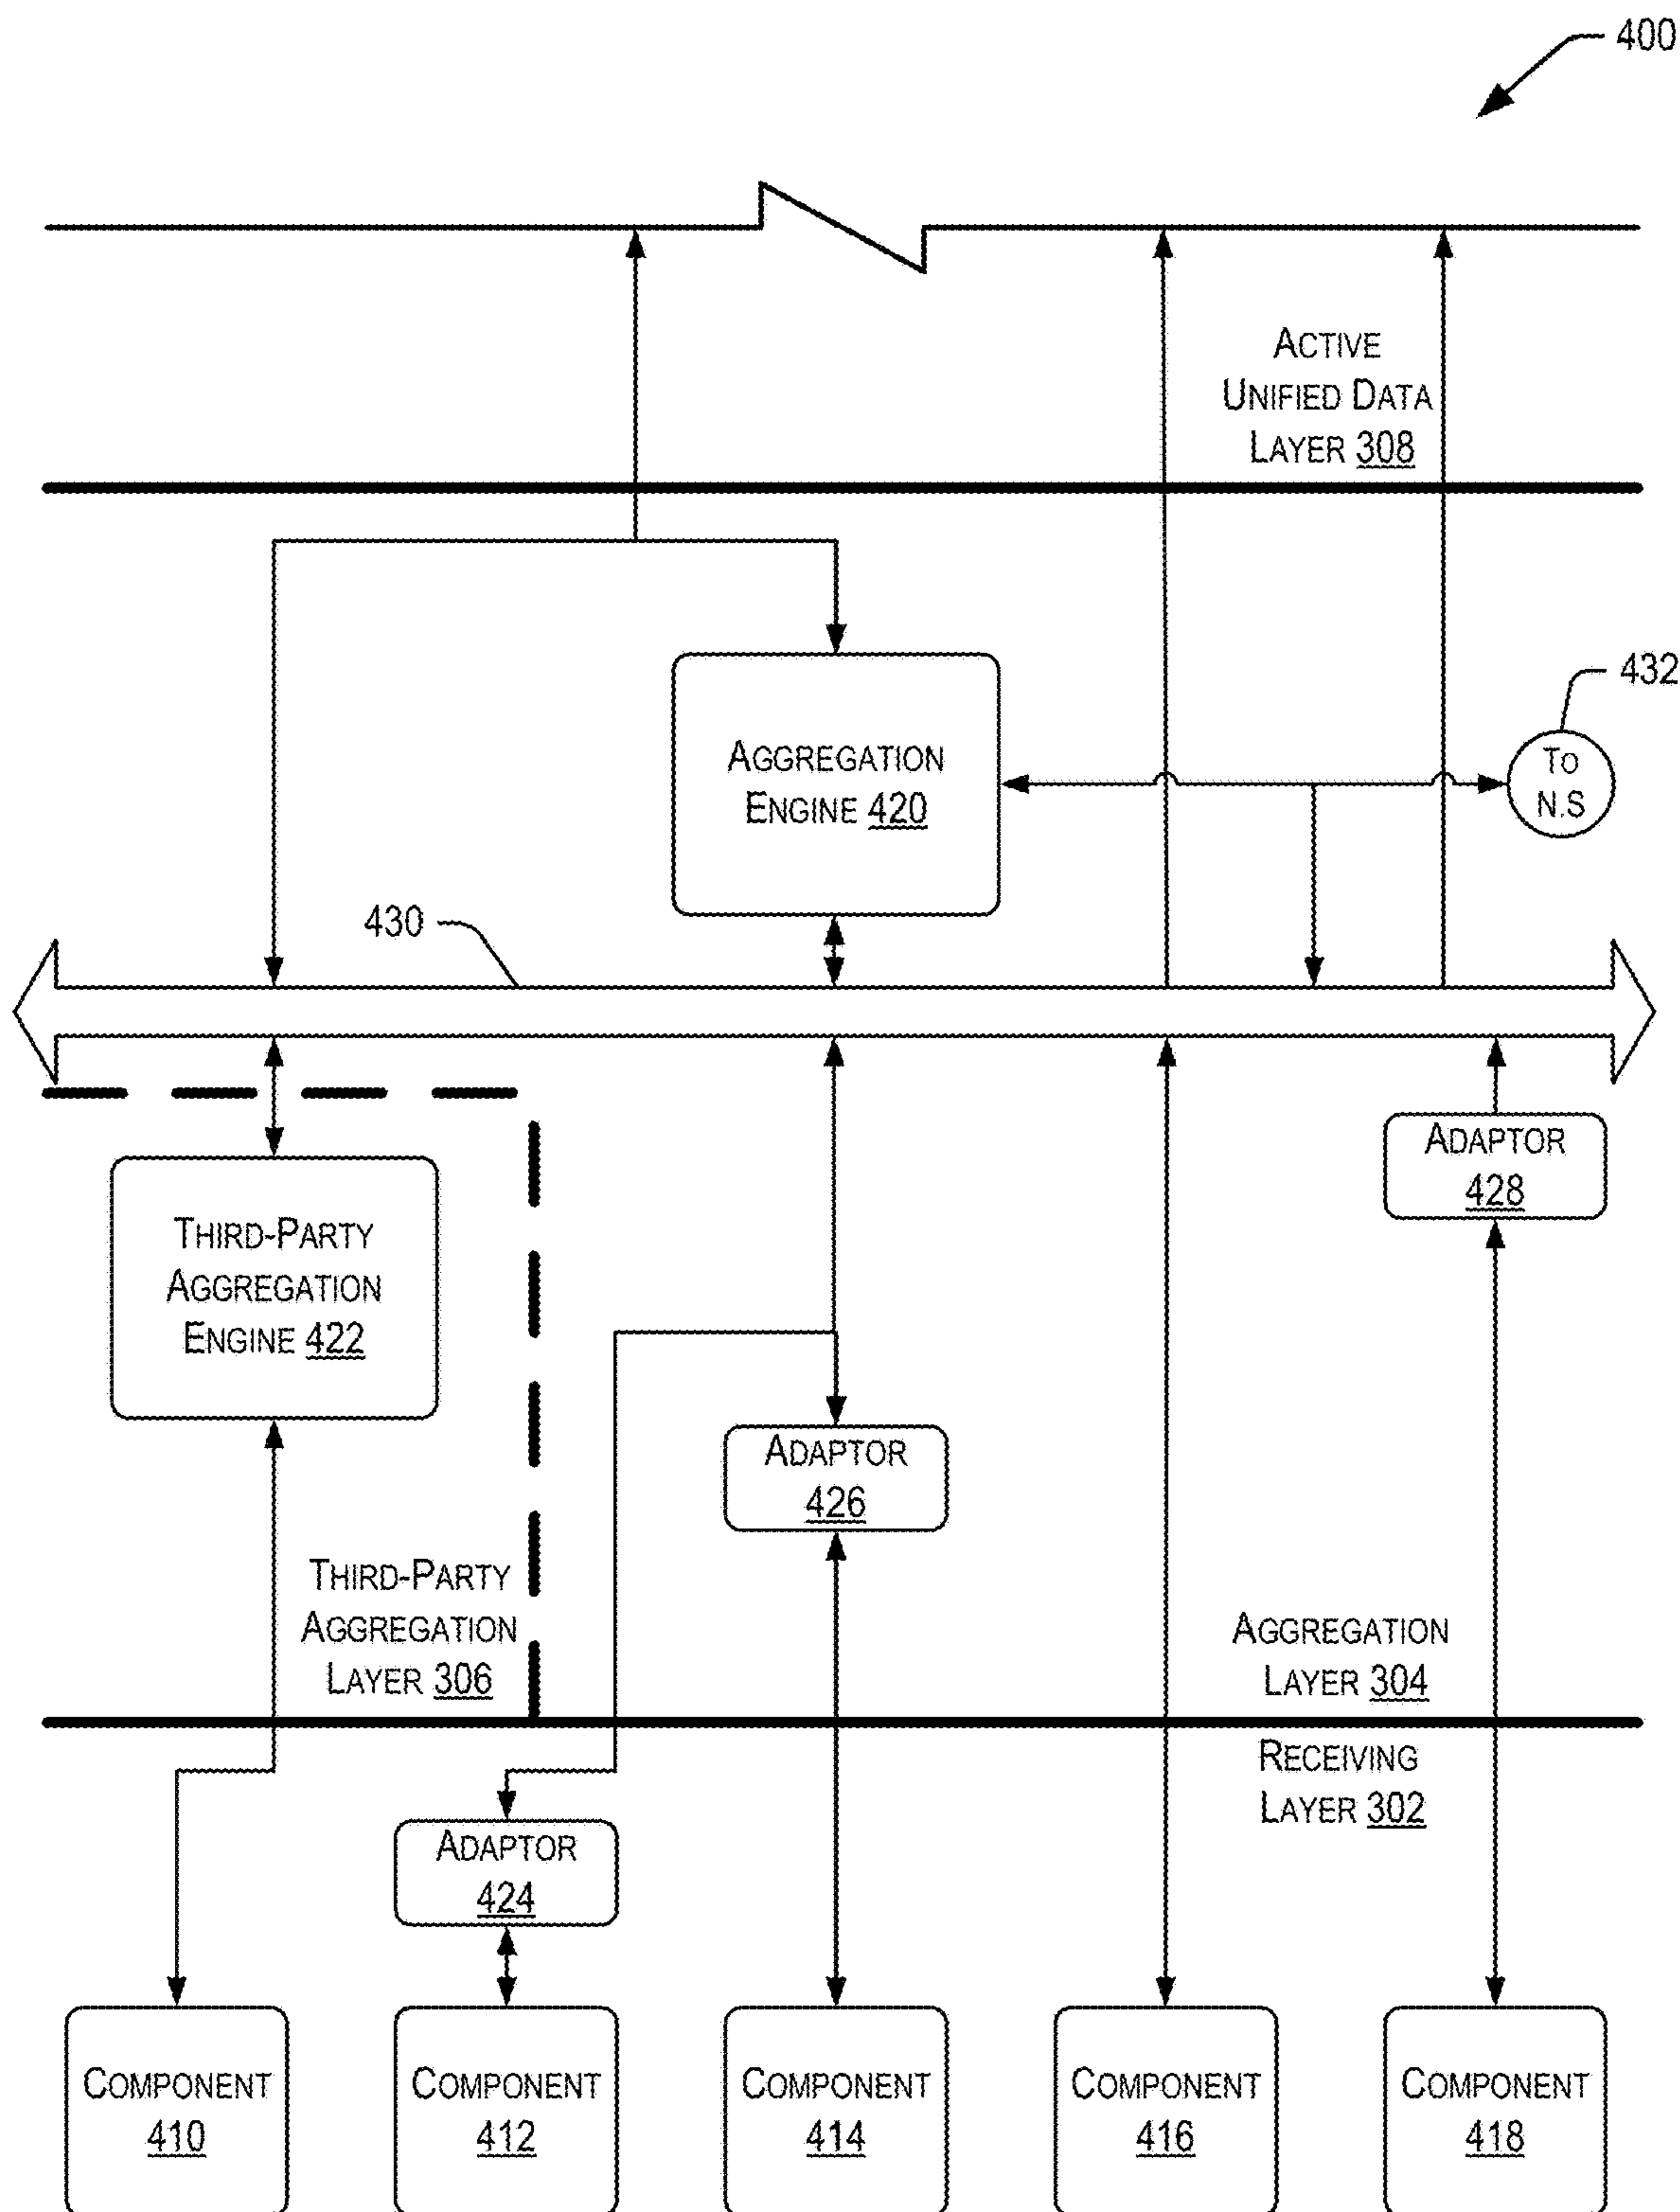 400
ACTIVE
UNIFIED DATA
LAYER 308
432
TO
N.S
AGGREGATION
ENGINE 420
430
ADAPTOR
428
THIRD-PARTY
AGGREGATION
ENGINE 422
ADAPTOR
426
THIRD-PARTY
AGGREGATION
LAYER 306
AGGREGATION
LAYER 304
RECEIVING
LAYER 302
ADAPTOR
424
COMPONENT
410
COMPONENT
412
COMPONENT
414
COMPONENT
416
COMPONENT
418